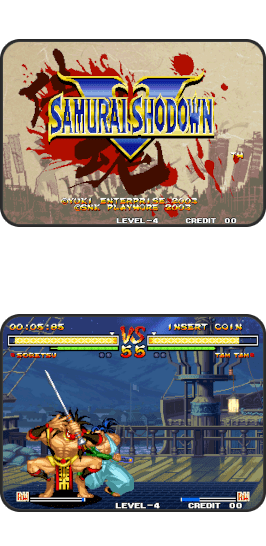 SAMURAI SHODOWN
V
TM
©YUKI ENTERPRISE 2003
©SNK PLAYMORE 2003
LEVEL-4 CREDIT 00
00:05:85 VS INSERT COIN
TAM TAM
55
LEVEL-4 CREDIT 00